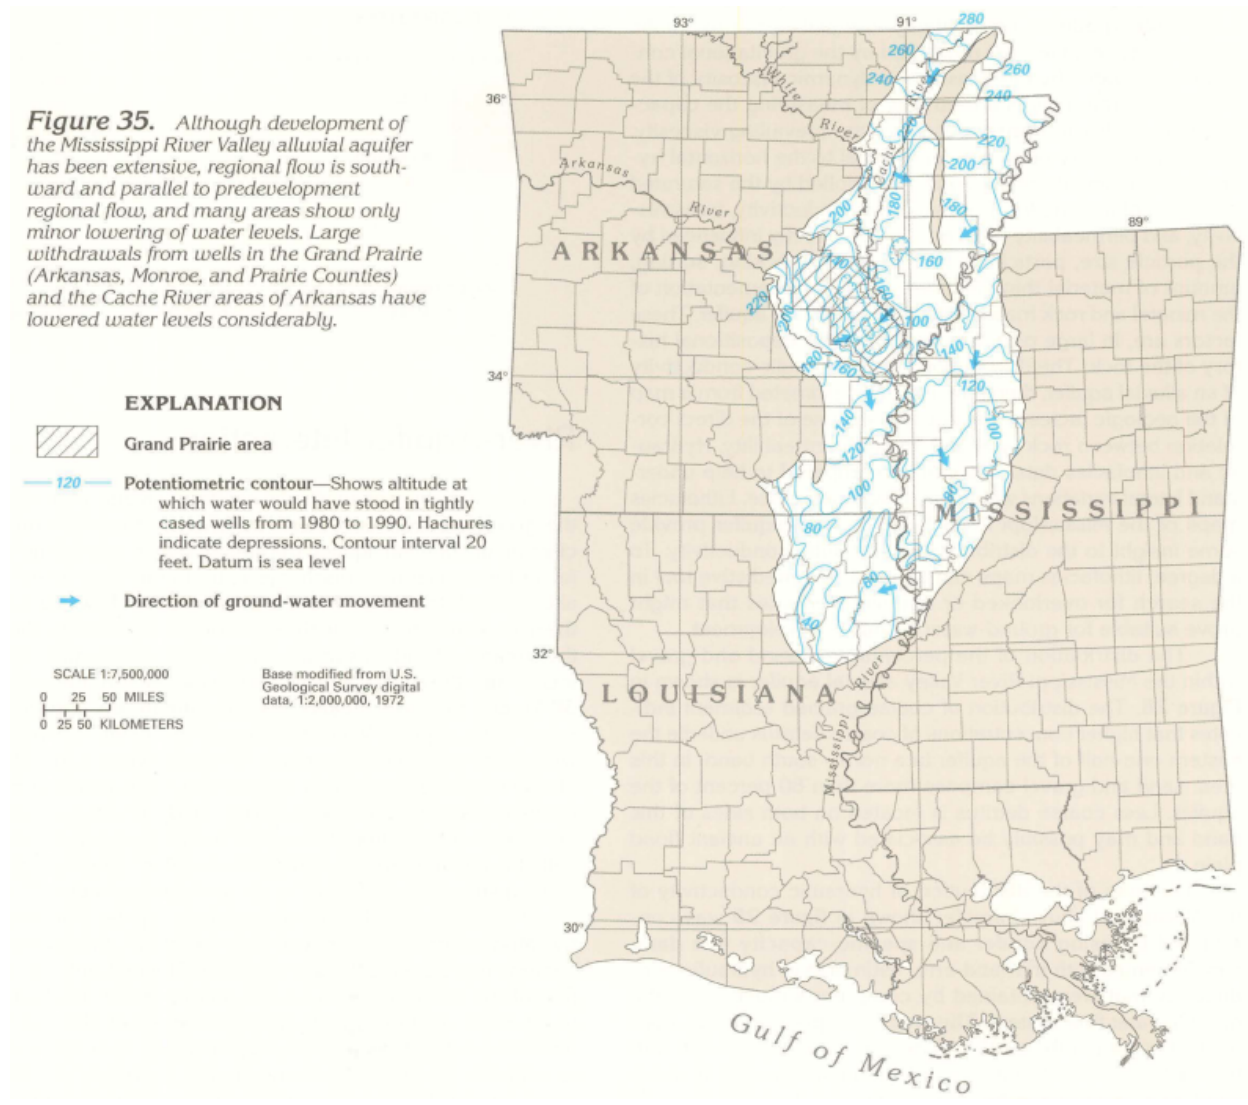 Figure 35. Although development of
the Mississippi River Valley alluvial aquifer
has been extensive, regional flow is south-
ward and parallel to predevelopment
regional flow, and many areas show only
minor lowering of water levels. Large
withdrawals from wells in the Grand Prairie
(Arkansas, Monroe, and Prairie Counties)
and the Cache River areas of Arkansas have
lowered water levels considerably.
EXPLANATION
Grand Prairie area
120
Potentiometric contour—Shows altitude at
which water would have stood in tightly
cased wells from 1980 to 1990. Hachures
indicate depressions. Contour interval 20
feet. Datum is sea level
Direction of ground-water movement
SCALE 1:7,500,000
0 25 50 MILES
0 25 50 KILOMETERS
Base modified from U.S.
Geological Survey digital
data, 1:2,000,000, 1972
93°
91°
89°
36°
34°
32°
30°
280
260
240
260
240
220
220
200
180
200
180
160
140
160
220
200
100
180
160
140
120
140
120
100
100
80
80
60
40
White
River
Cache River
Arkansas
River
ARKANSAS
MISSISSIPPI
LOUISIANA
Mississippi
River
Gulf of Mexico